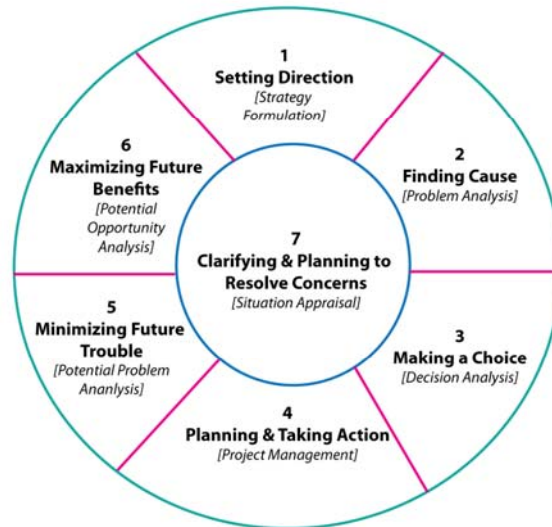 1
Setting Direction
[Strategy
Formulation]
2
Finding Cause
[Problem Analysis]
3
Making a Choice
[Decision Analysis]
4
Planning & Taking Action
[Project Management]
5
Minimizing Future
Trouble
[Potential Problem
Ananlysis]
6
Maximizing Future
Benefits
[Potential
Opportunity
Analysis]
7
Clarifying & Planning to
Resolve Concerns
[Situation Appraisal]